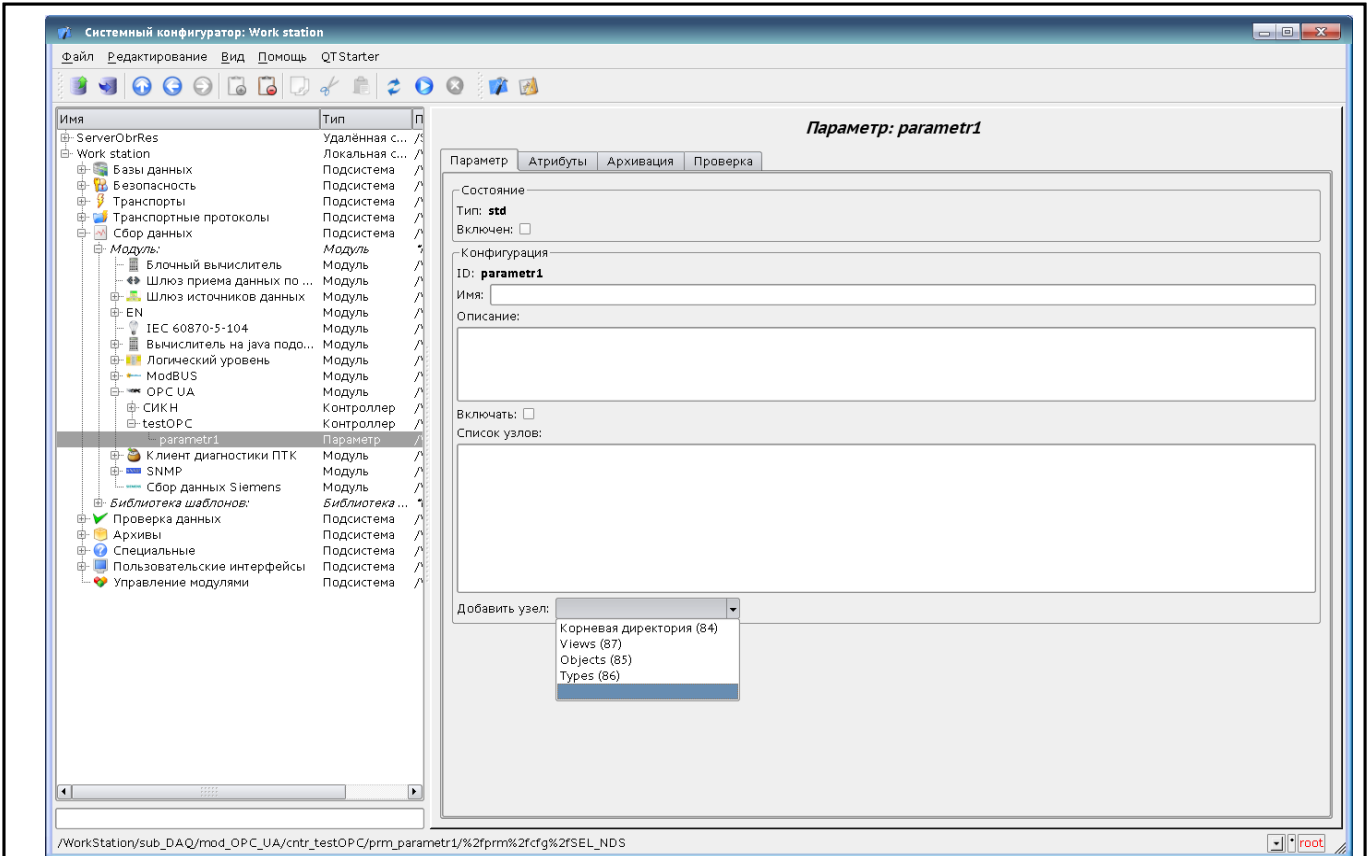 Системный конфигуратор: Work station
Файл Редактирование Вид Помощь QTStarter
Имя Тип П
ServerObrRes Удалённая с... /S
Work station Локальная с... /
Базы данных Подсистема /
Безопасность Подсистема /
Транспорты Подсистема /
Транспортные протоколы Подсистема /
Сбор данных Подсистема /
Модуль: Модуль
Блочный вычислитель Модуль /
Шлюз приема данных по ... Модуль /
Шлюз источников данных Модуль /
EN Модуль /
IEC 60870-5-104 Модуль /
Вычислитель на java подо... Модуль /
Логический уровень Модуль /
ModBUS Модуль /
OPC UA Модуль /
СИКН Контроллер /
testOPC Контроллер /
parametr1 Параметр /
Клиент диагностики ПТК Модуль /
SNMP Модуль /
Сбор данных Siemens Модуль /
Библиотека шаблонов: Библиотека ...
Проверка данных Подсистема /
Архивы Подсистема /
Специальные Подсистема /
Пользовательские интерфейсы Подсистема /
Управление модулями Подсистема /
Параметр: parametr1
Параметр Атрибуты Архивация Проверка
Состояние
Тип: std
Включен:
Конфигурация
ID: parametr1
Имя:
Описание:
Включать:
Список узлов:
Добавить узел:
Корневая директория (84)
Views (87)
Objects (85)
Types (86)
/WorkStation/sub_DAQ/mod_OPC_UA/cntr_testOPC/prm_parametr1/%2fprm%2fcfg%2fSEL_NDS
* root